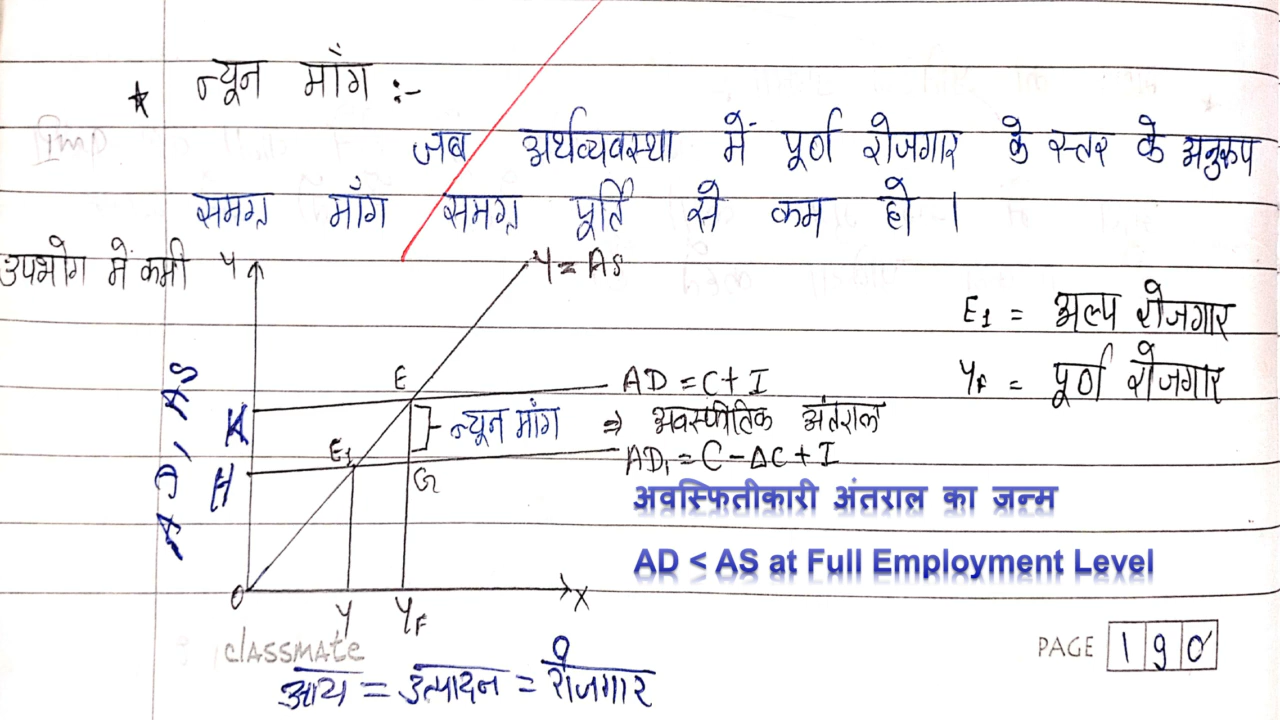 ★ न्यून माँग :-
जब अर्थव्यवस्था में पूर्ण रोजगार के स्तर के अनुरूप
समग्र माँग समग्र पूर्ति से कम हो ।
उपभोग में कमी
Y
Y = AS
E₁ = अल्प रोजगार
Y_F = पूर्ण रोजगार
AD, AS
E
AD = C + I
K
न्यून माँग ⇒ अवस्फीतिक अंतराल
E₁
AD₁ = C - ΔC + I
H
G
अवस्फितीकारी अंतराल का जन्म
AD < AS at Full Employment Level
O
X
Y
Y_F
classmate
PAGE 190
आय = उत्पादन = रोजगार